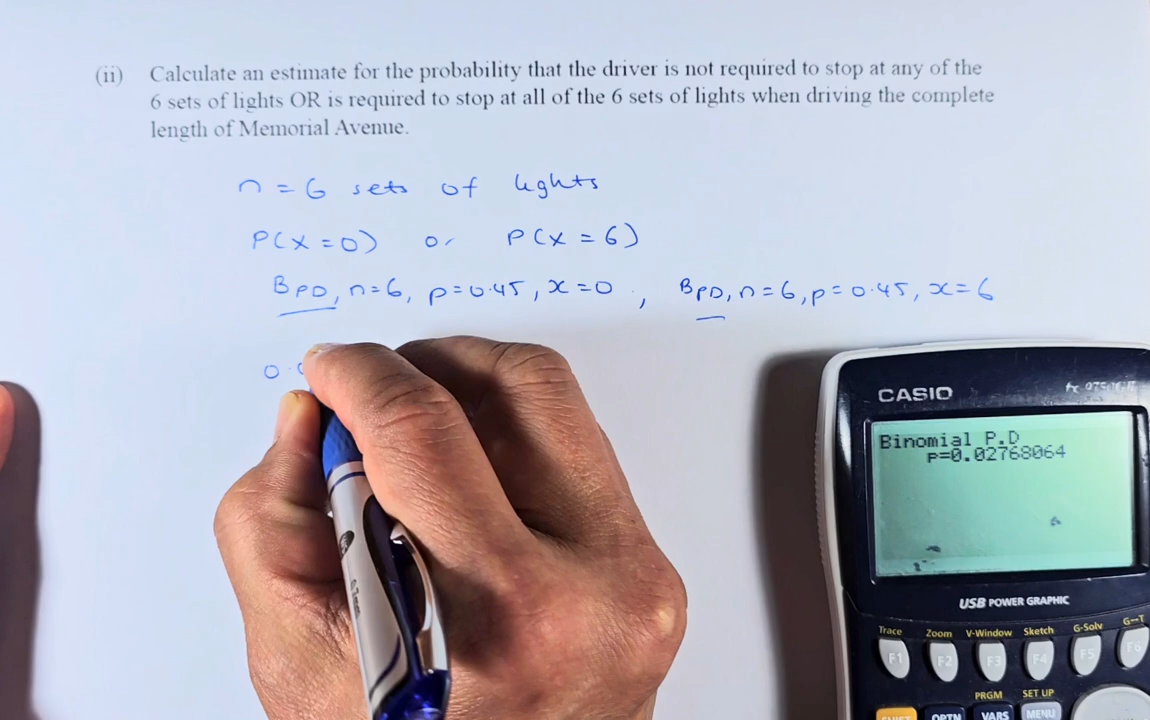 (ii) Calculate an estimate for the probability that the driver is not required to stop at any of the
6 sets of lights OR is required to stop at all of the 6 sets of lights when driving the complete
length of Memorial Avenue.
n = 6 sets of lights
P(X = 0) or P(X = 6)
BPD, n=6, p=0.45, x=0, BPD, n=6, p=0.45, x=6
0.0
CASIO
Binomial P.D
p=0.02768064
USB POWER GRAPHIC
Trace Zoom V-Window Sketch G-Solv G↔T
F1 F2 F3 F4 F5 F6
PRGM SET UP
SHIFT OPTN VARS MENU